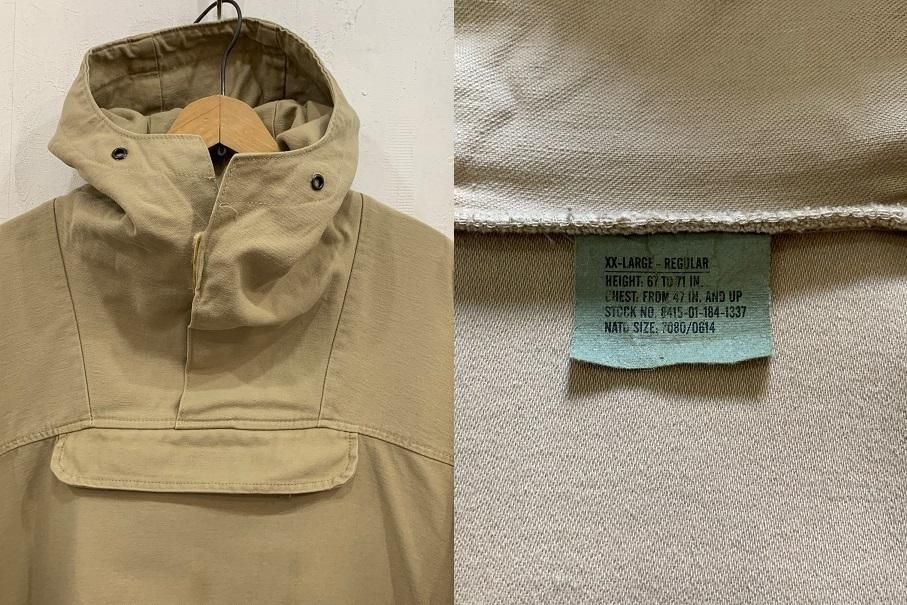 XX-LARGE - REGULAR
HEIGHT: 67 TO 71 IN.
CHEST: FROM 47 IN. AND UP
STOCK NO. 8415-01-184-1337
NATO SIZE: 7080/0614